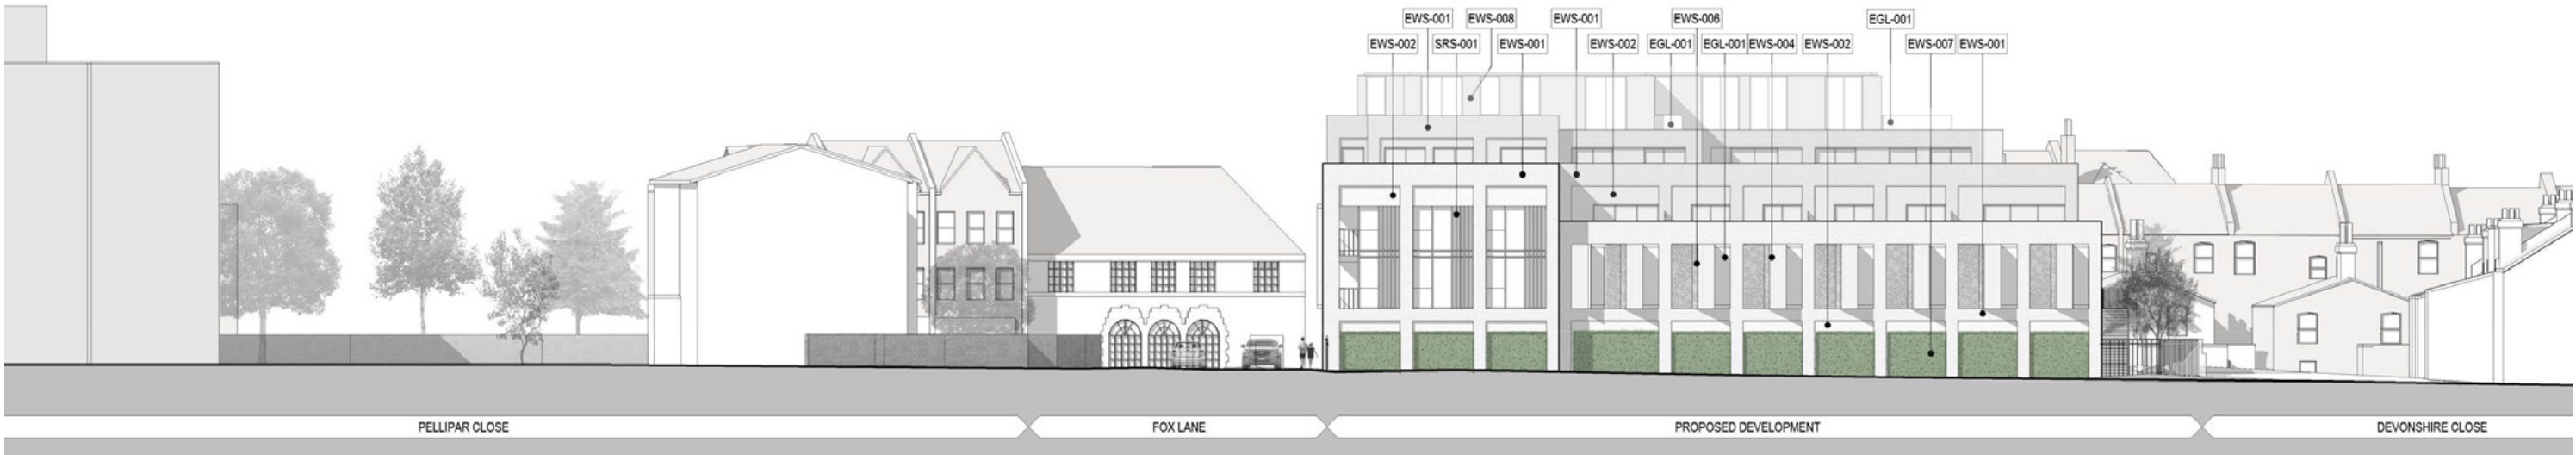 EWS-001 EWS-008 EWS-001 EWS-006 EGL-001
EWS-002 SRS-001 EWS-001 EWS-002 EGL-001 EGL-001 EWS-004 EWS-002 EWS-007 EWS-001
PELLIPAR CLOSE FOX LANE PROPOSED DEVELOPMENT DEVONSHIRE CLOSE